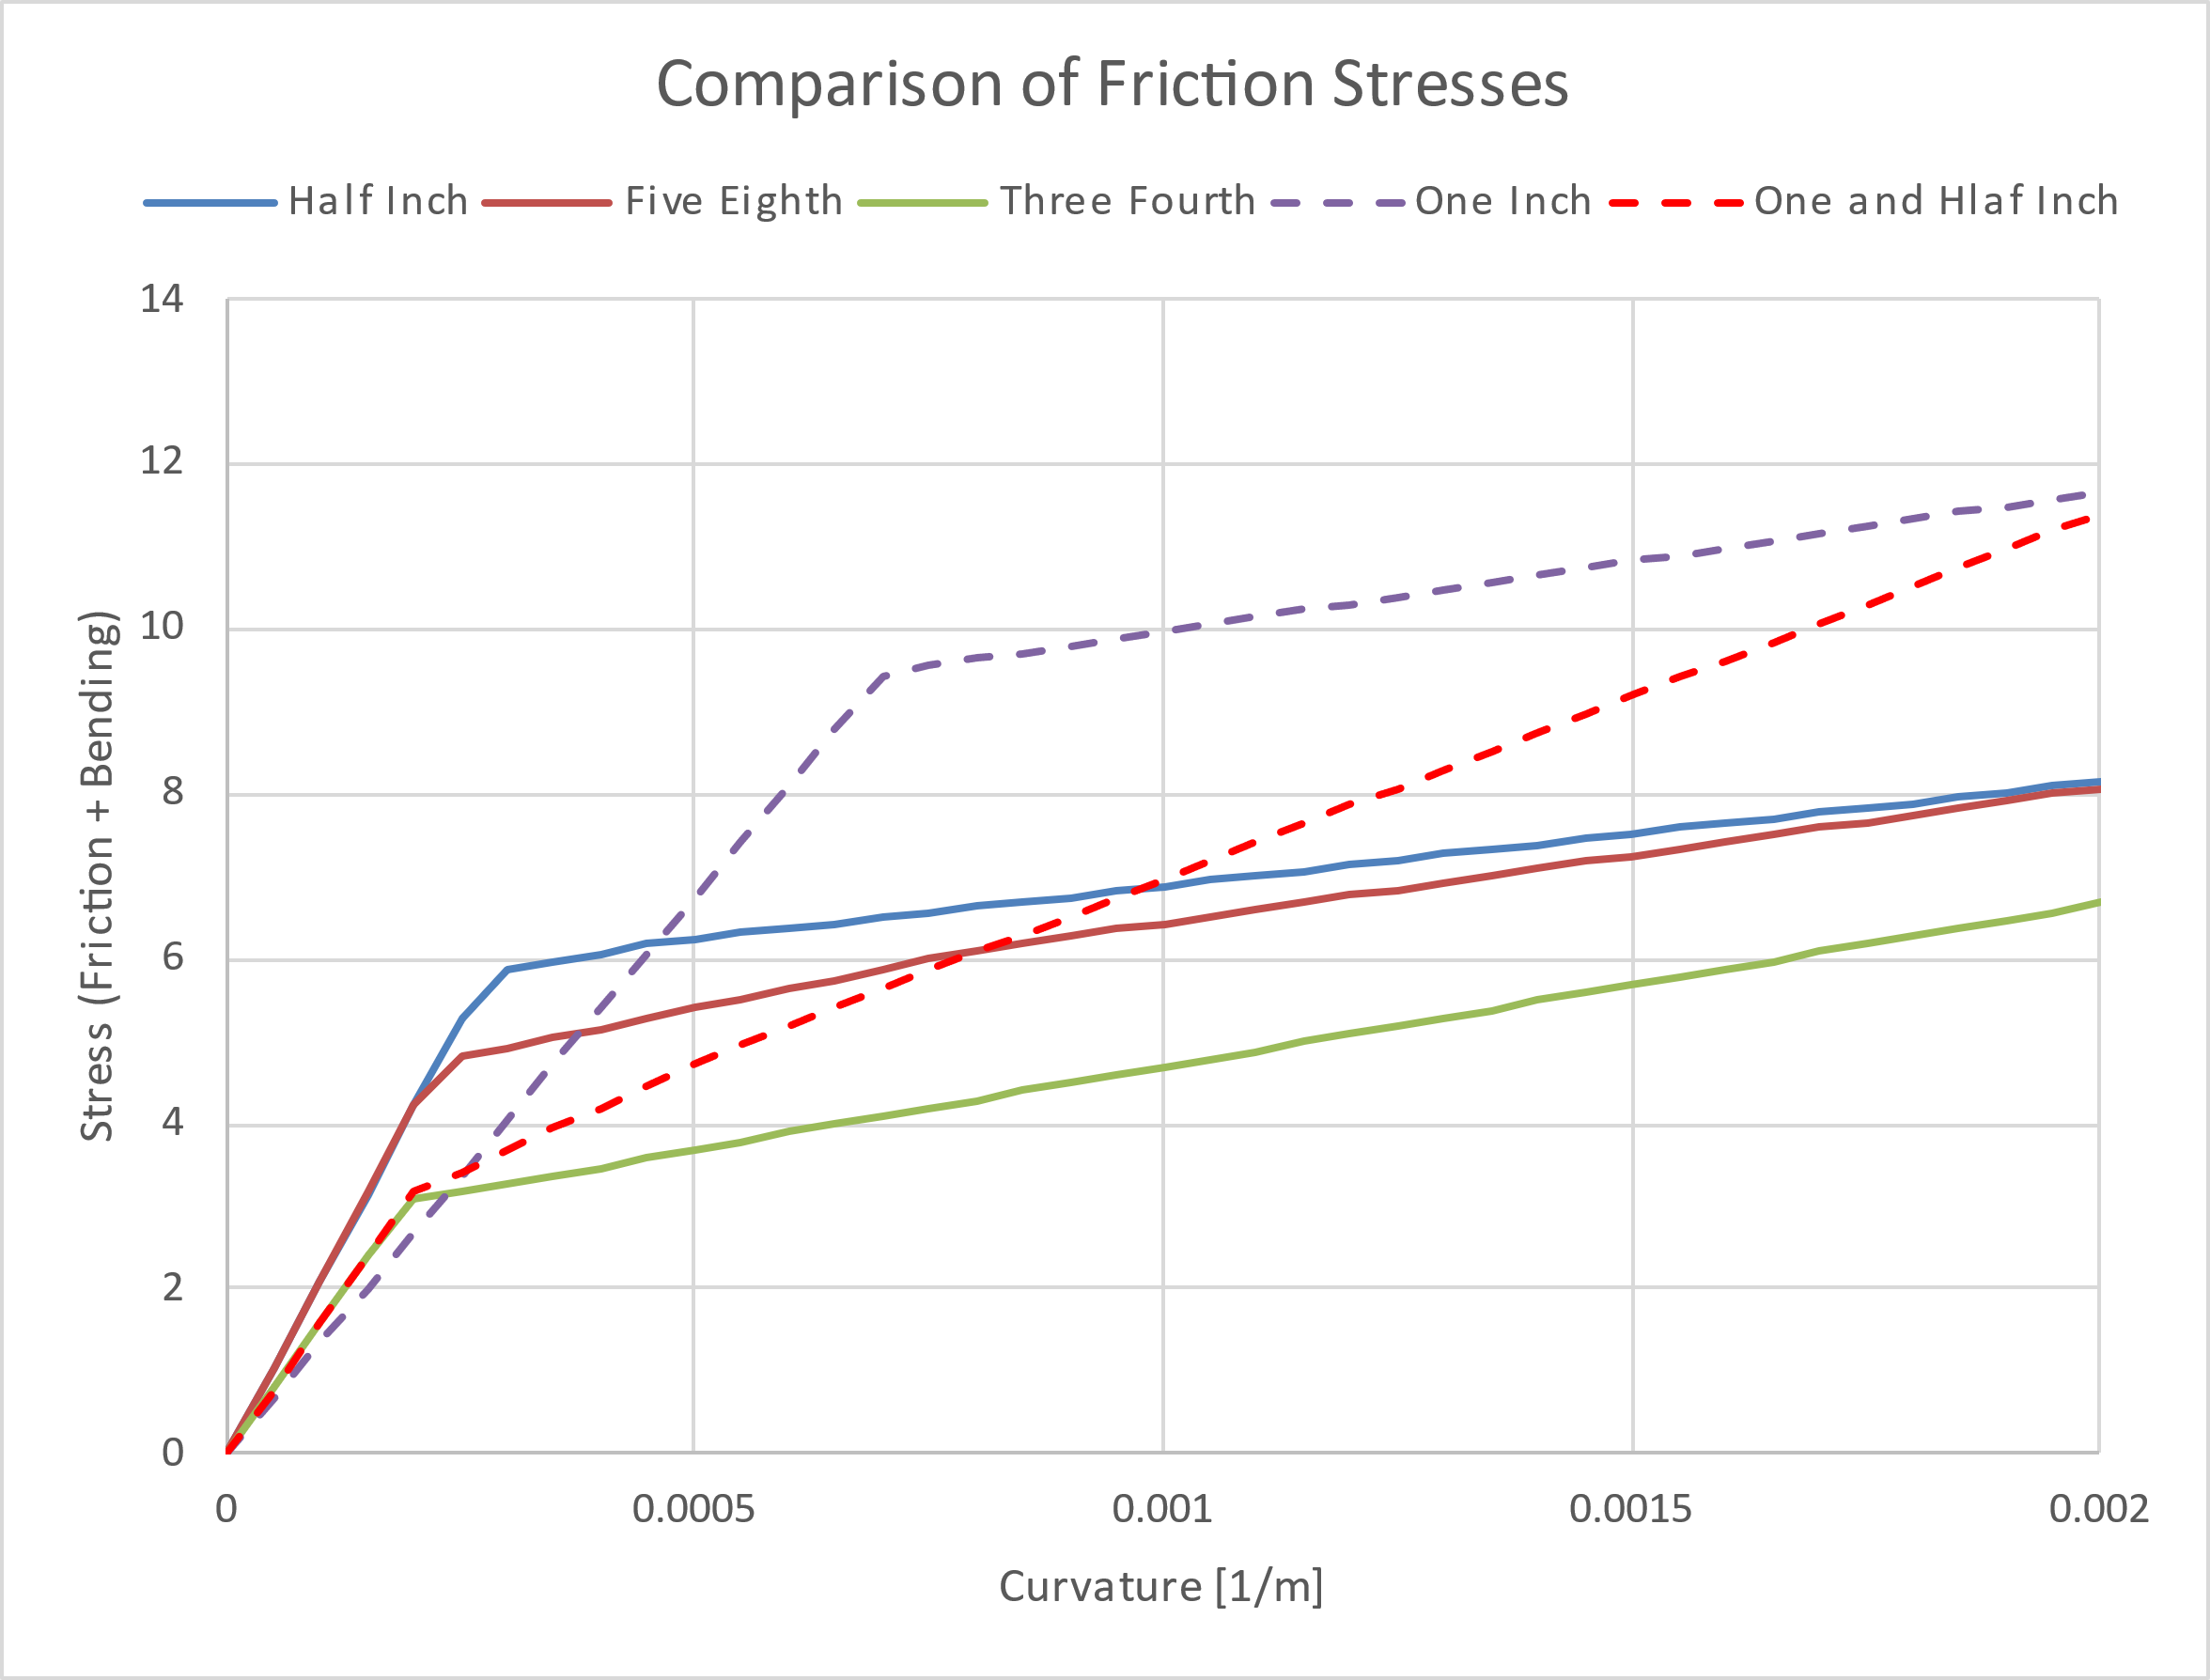 Comparison of Friction Stresses
Half Inch Five Eighth Three Fourth One Inch One and Hlaf Inch
14
12
10
8
6
4
2
0
Stress (Friction + Bending)
0 0.0005 0.001 0.0015 0.002
Curvature [1/m]